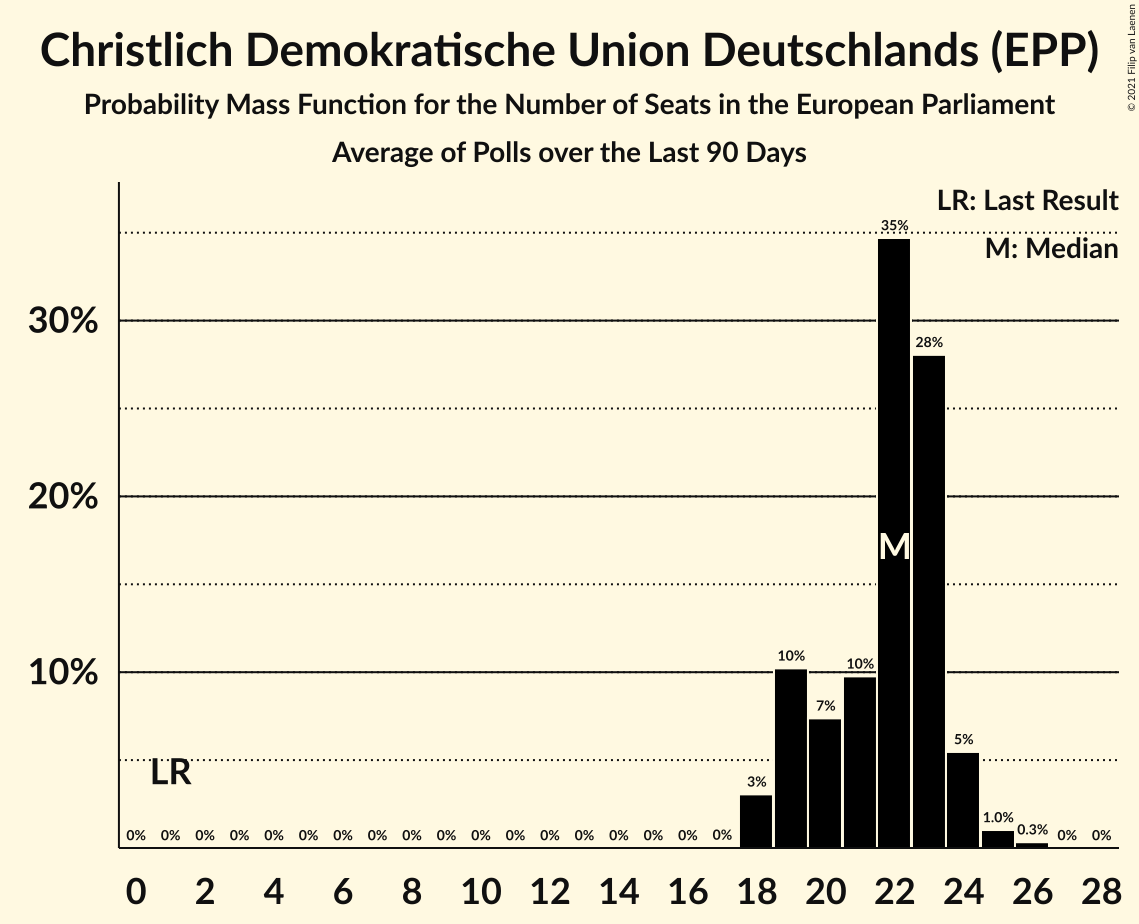 Christlich Demokratische Union Deutschlands (EPP)
Probability Mass Function for the Number of Seats in the European Parliament
Average of Polls over the Last 90 Days
© 2021 Filip van Laenen
LR: Last Result
M: Median
30%
20%
10%
LR
M
0% 0% 0% 0% 0% 0% 0% 0% 0% 0% 0% 0% 0% 0% 0% 0% 0% 0% 3% 10% 7% 10% 35% 28% 5% 1.0% 0.3% 0% 0%
0 2 4 6 8 10 12 14 16 18 20 22 24 26 28